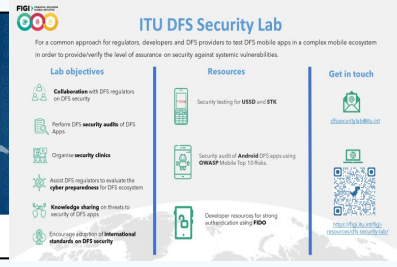 FIGI
FINANCIAL INCLUSION
GLOBAL INITIATIVE
ITU DFS Security Lab
For a common approach for regulators, developers and DFS providers to test DFS mobile apps in a complex mobile ecosystem
in order to provide/verify the level of assurance on security against systemic vulnerabilities.
Lab objectives
Collaboration with DFS regulators
on DFS security
Perform DFS security audits of DFS
Apps
Organise security clinics
Assist DFS regulators to evaluate the
cyber preparedness for DFS ecosystem
Knowledge sharing on threats to
security of DFS apps
Encourage adoption of international
standards on DFS security
Resources
Security testing for USSD and STK
Security audit of Android DFS apps using
OWASP Mobile Top 10 Risks.
Developer resources for strong
authentication using FIDO
Get in touch
dfssecuritylab@itu.int
https://figi.itu.int/figi-
resources/dfs-security-lab/